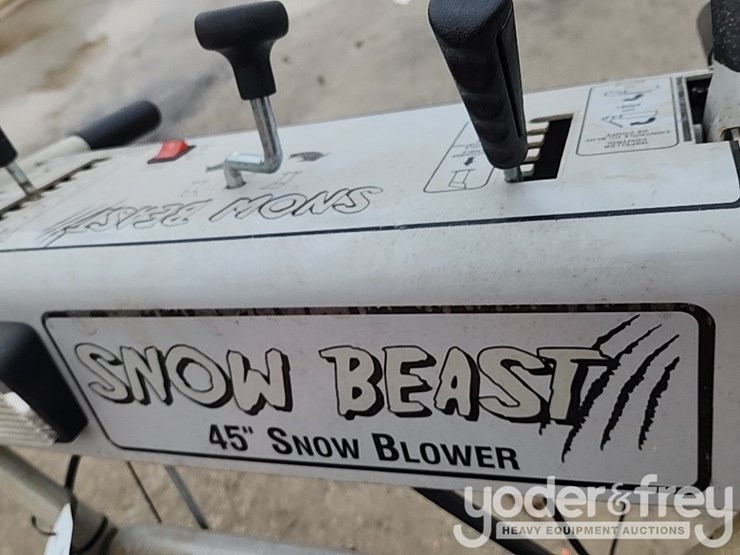 SNOW BEAST
SNOW BEAST
45" SNOW BLOWER
yoder&frey
HEAVY EQUIPMENT AUCTIONS